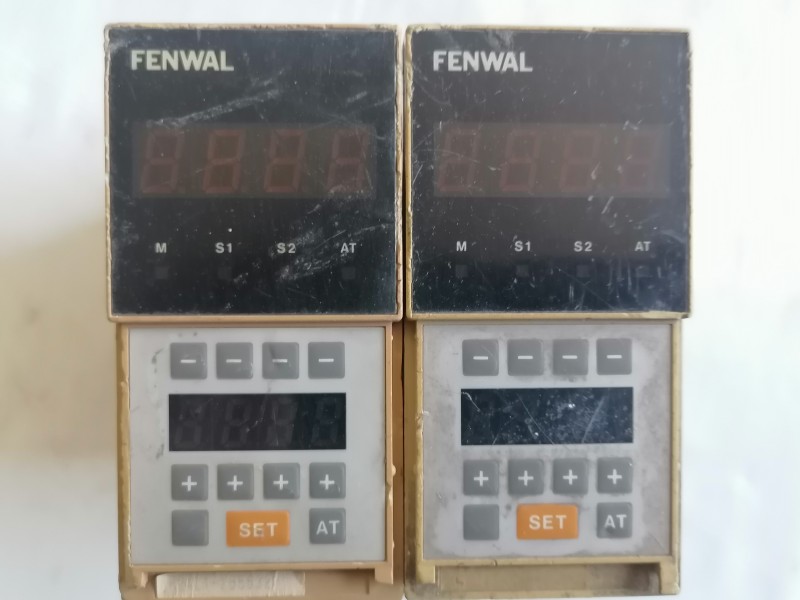 FENWAL
M S1 S2 AT
- - - -
+ + + +
SET AT
FENWAL
M S1 S2 AT
- - - -
+ + + +
SET AT